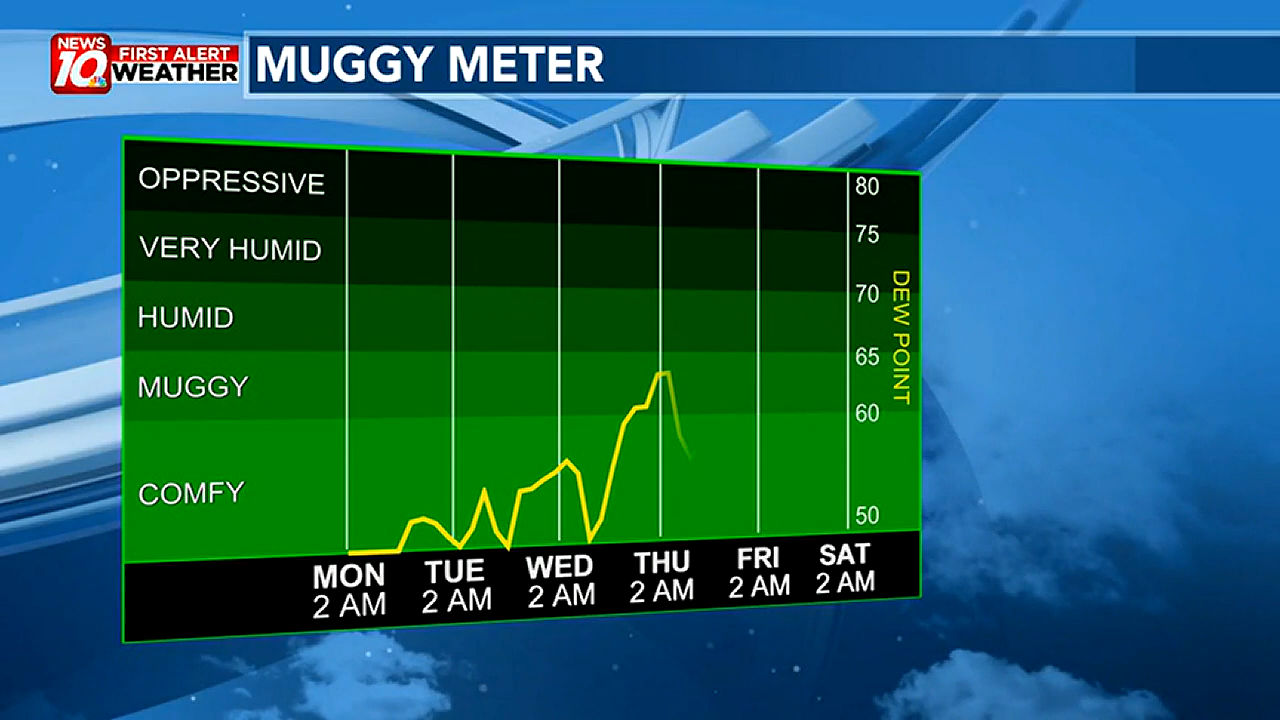 NEWS
10
FIRST ALERT
WEATHER
MUGGY METER
OPPRESSIVE
VERY HUMID
HUMID
MUGGY
COMFY
80
75
70
65
60
50
DEW POINT
MON TUE WED THU FRI SAT
2 AM 2 AM 2 AM 2 AM 2 AM 2 AM